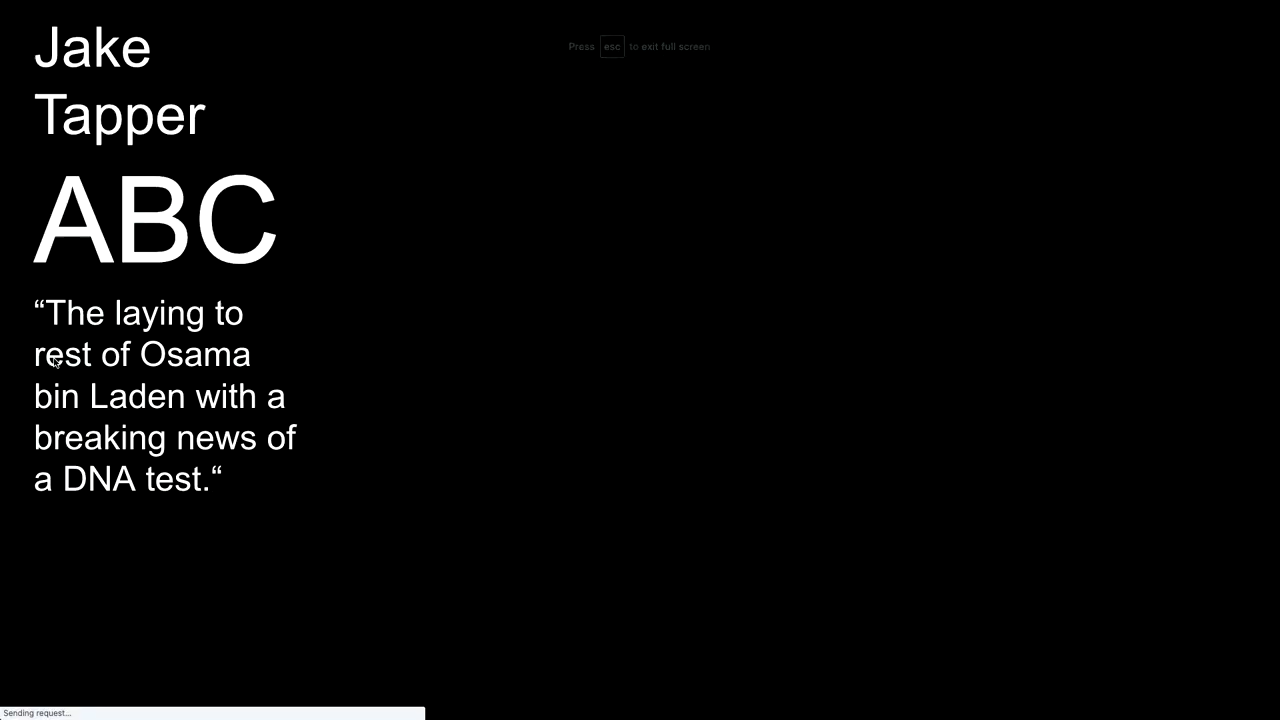 Jake
Tapper
ABC
“The laying to
rest of Osama
bin Laden with a
breaking news of
a DNA test.“
Press esc to exit full screen
Sending request...